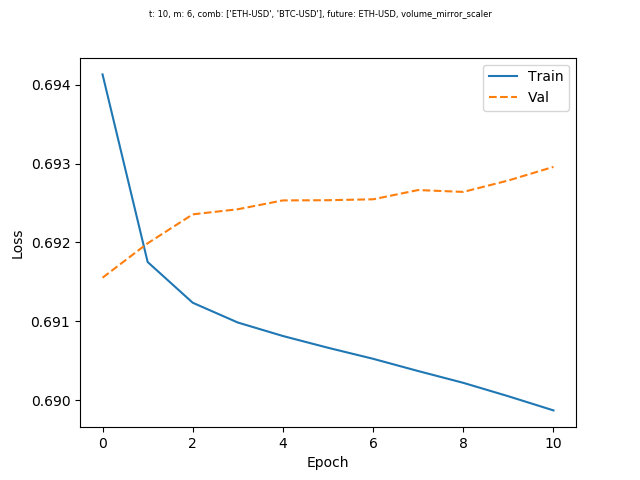 t: 10, m: 6, comb: ['ETH-USD', 'BTC-USD'], future: ETH-USD, volume_mirror_scaler
Train
Val
0.694
0.693
0.692
0.691
0.690
Loss
0 2 4 6 8 10
Epoch